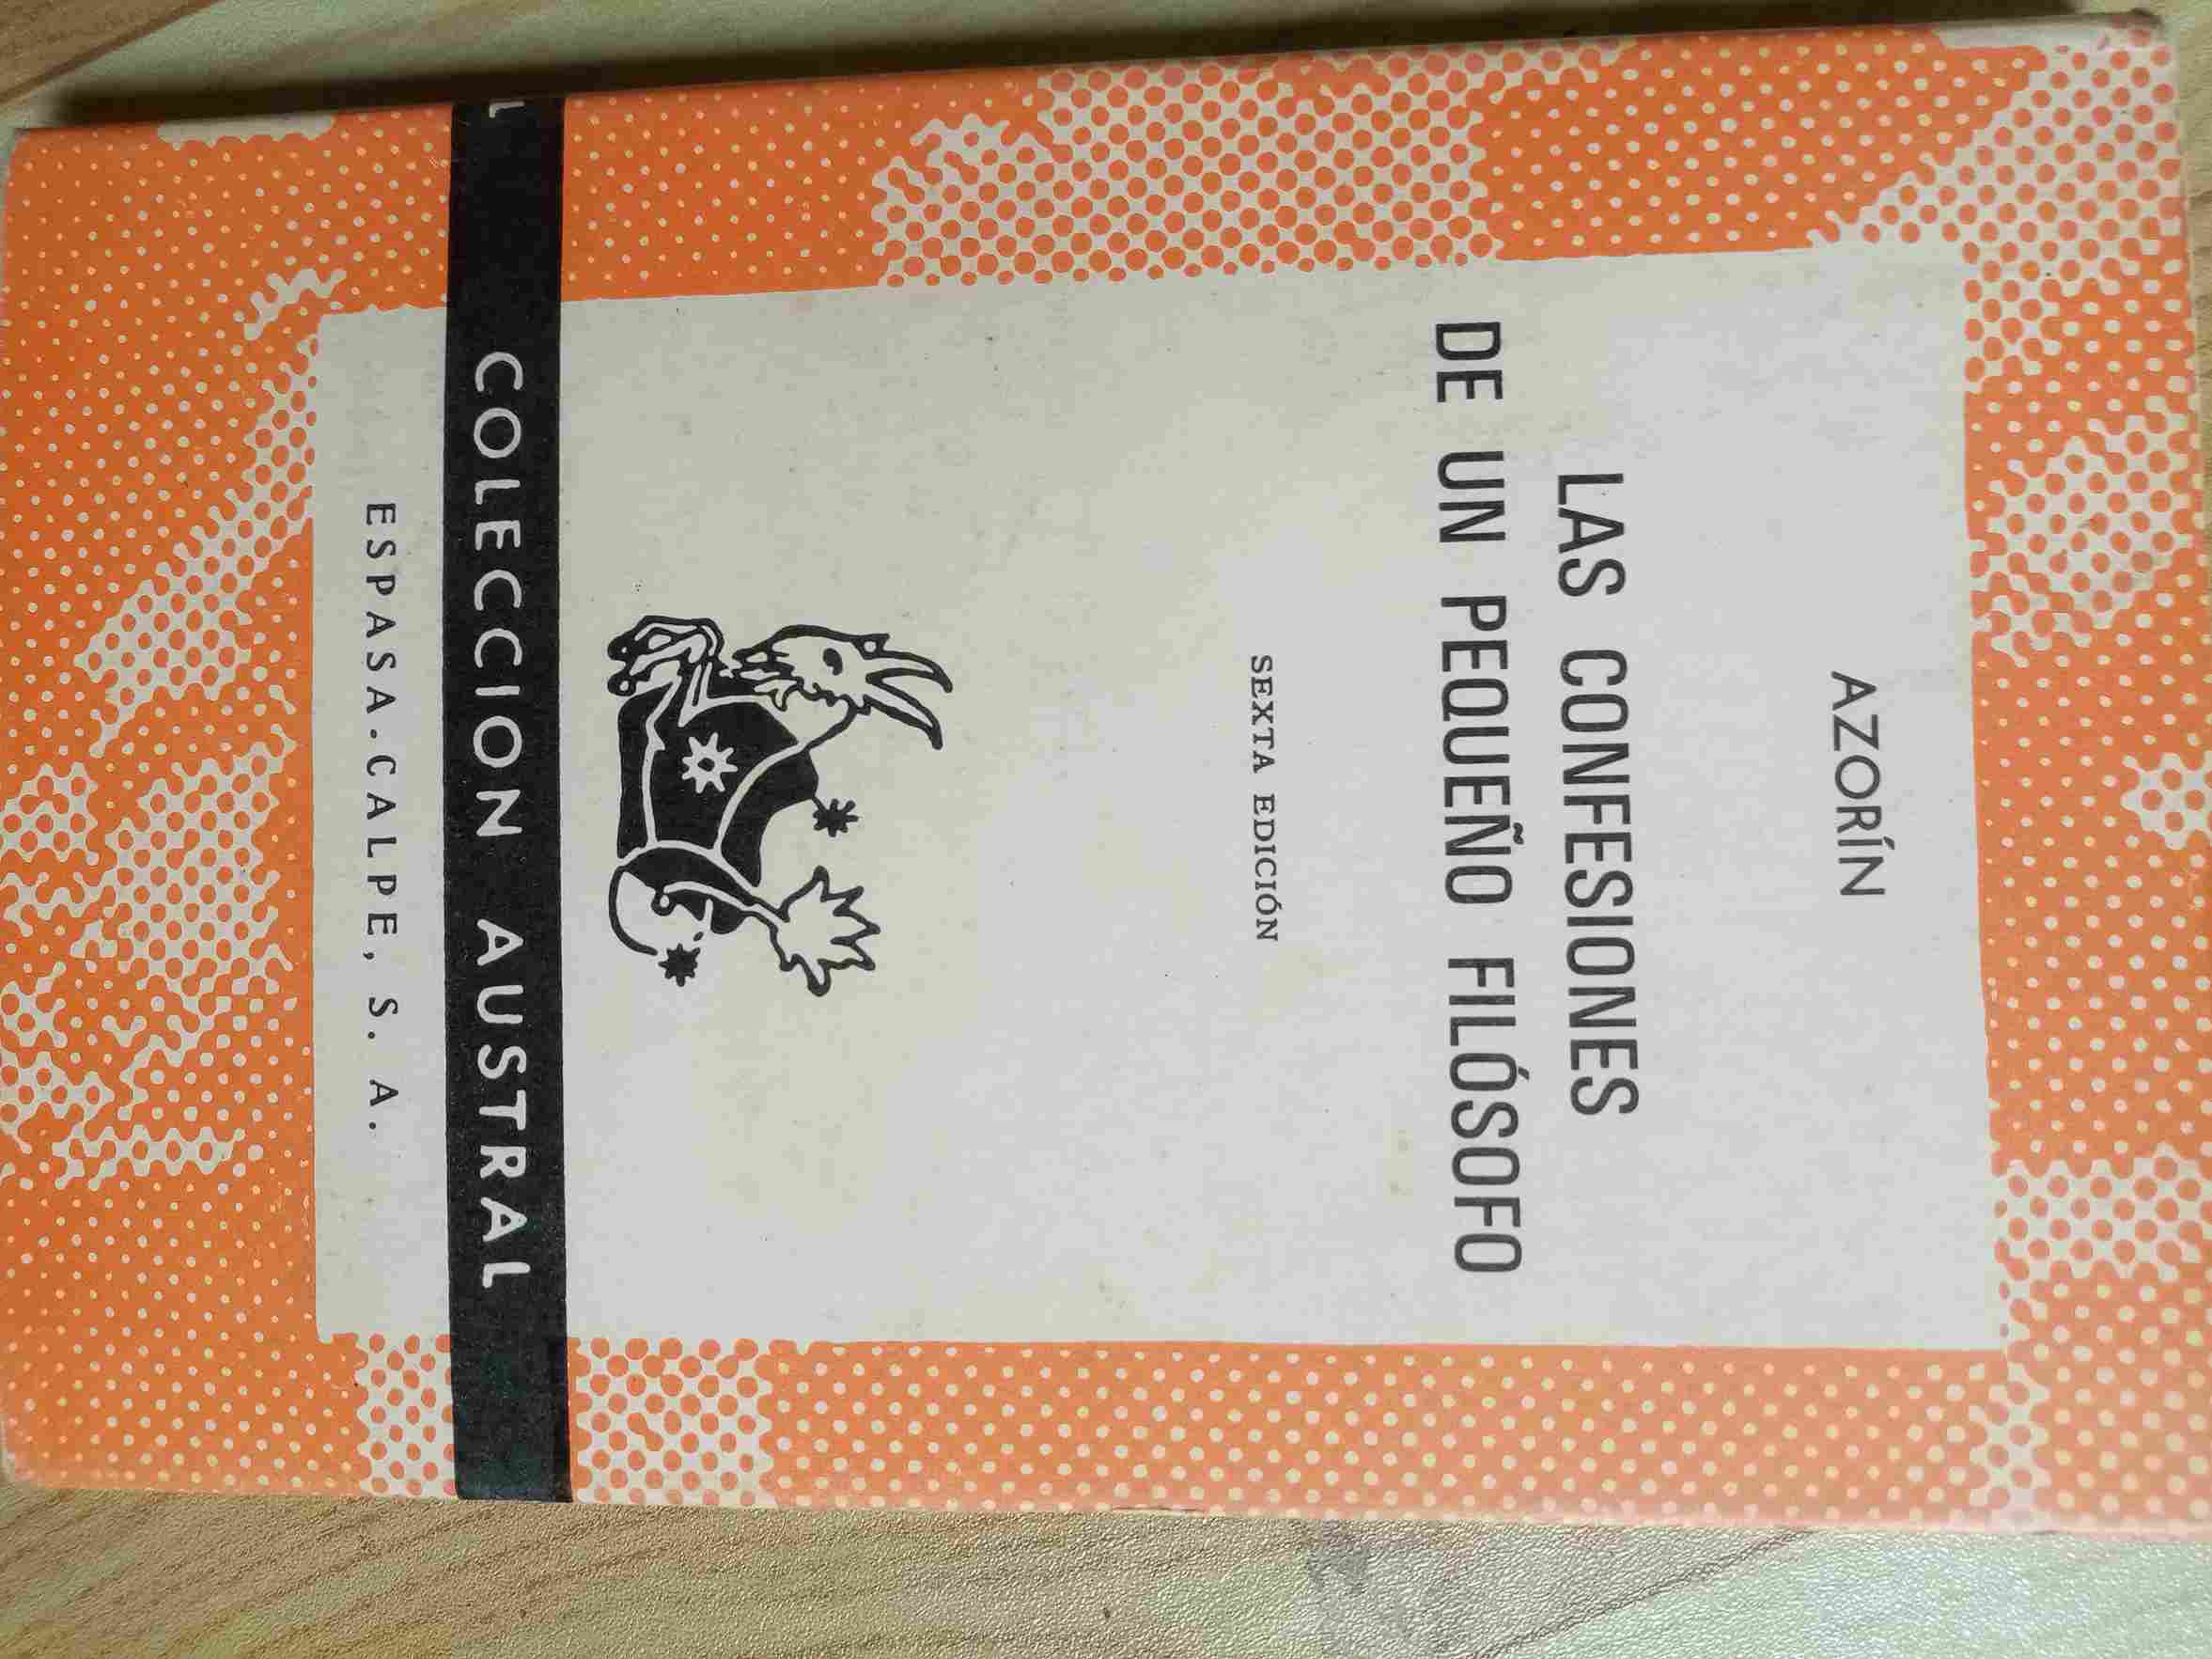 AZORÍN
LAS CONFESIONES
DE UN PEQUEÑO FILÓSOFO
SEXTA EDICIÓN
COLECCION AUSTRAL
ESPASA-CALPE, S. A.